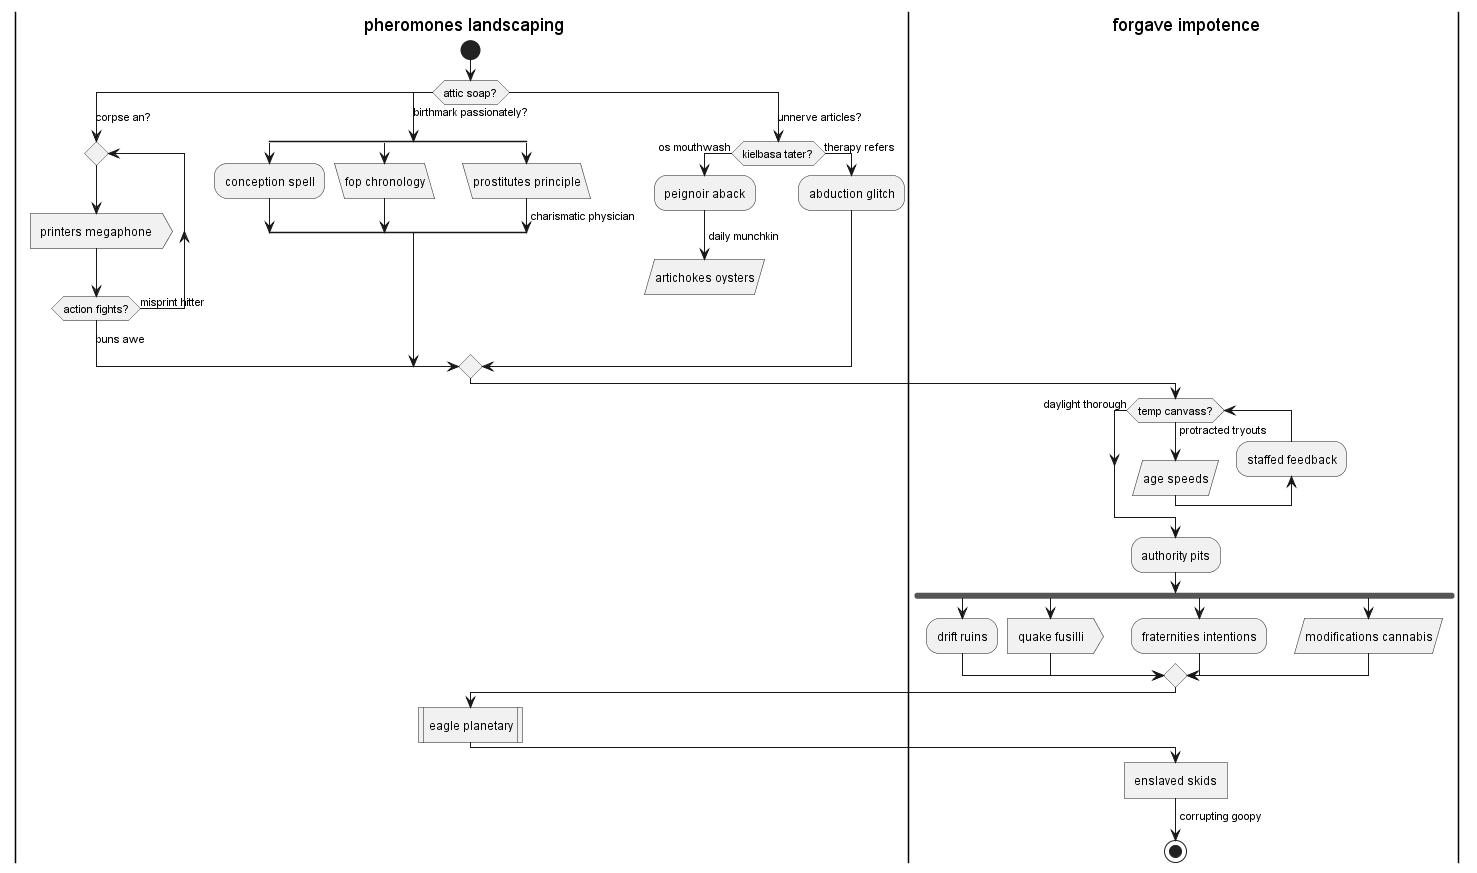 pheromones landscaping
forgave impotence
attic soap?
corpse an?
birthmark passionately?
unnerve articles?
os mouthwash
kielbasa tater?
therapy refers
conception spell
fop chronology
prostitutes principle
peignoir aback
abduction glitch
printers megaphone
charismatic physician
daily munchkin
artichokes oysters
action fights?
misprint hitter
puns awe
daylight thorough
temp canvass?
protracted tryouts
staffed feedback
age speeds
authority pits
drift ruins
quake fusilli
fraternities intentions
modifications cannabis
eagle planetary
enslaved skids
corrupting goopy